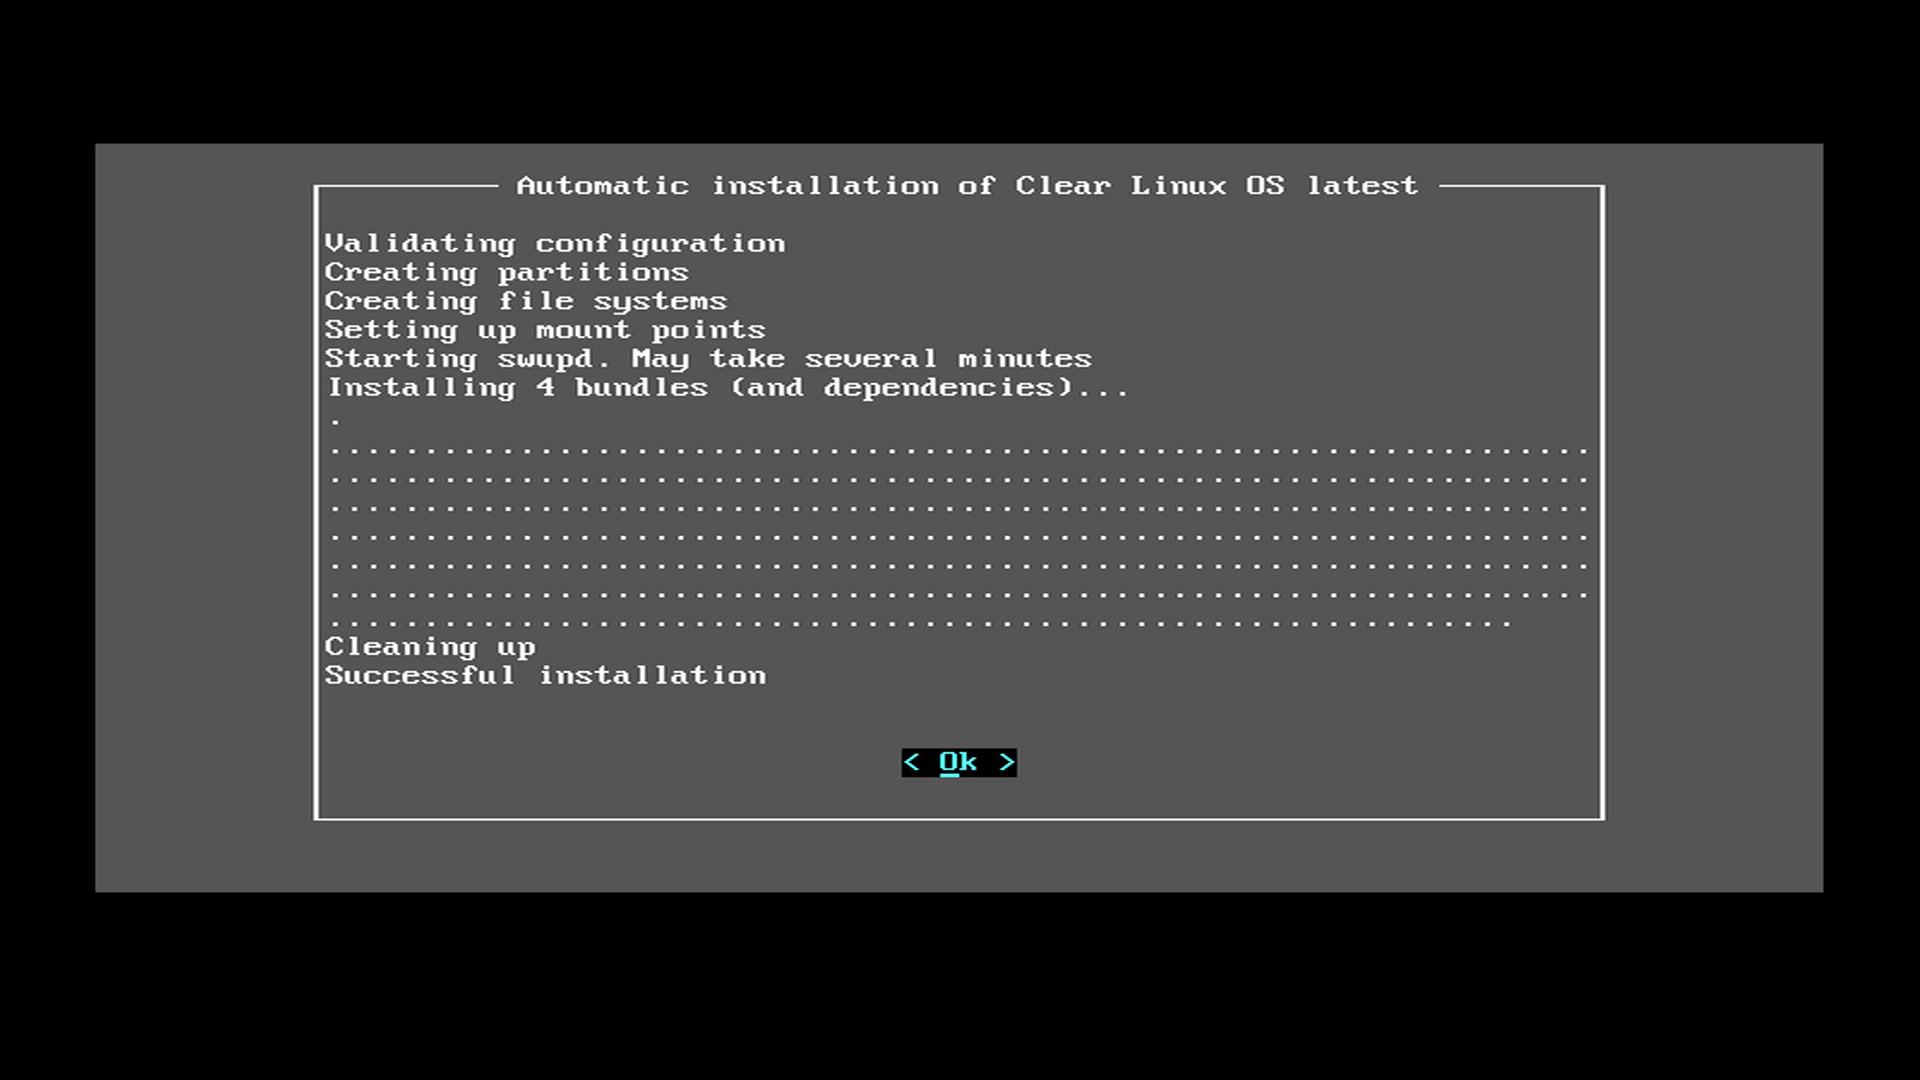 Automatic installation of Clear Linux OS latest
Validating configuration
Creating partitions
Creating file systems
Setting up mount points
Starting swupd. May take several minutes
Installing 4 bundles (and dependencies)...
.
..................................................................
..................................................................
..................................................................
..................................................................
..................................................................
..................................................................
..............................................................
Cleaning up
Successful installation
< Ok >